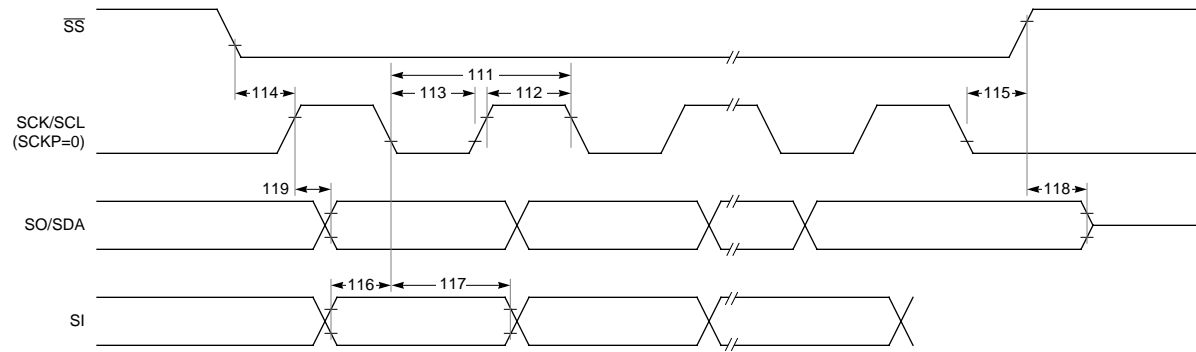 SS
111
114
113
112
115
SCK/SCL
(SCKP=0)
119
118
SO/SDA
116
117
SI